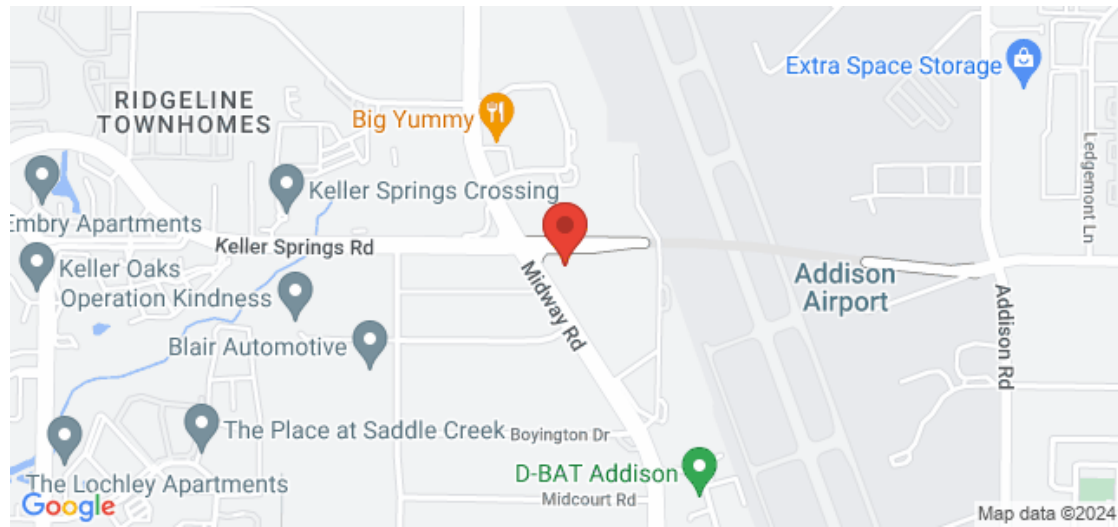 Extra Space Storage
RIDGELINE
TOWNHOMES
Big Yummy
Ledgemont Ln
Keller Springs Crossing
Embry Apartments
Keller Springs Rd
Keller Oaks
Operation Kindness
Midway Rd
Addison
Airport
Addison Rd
Blair Automotive
The Place at Saddle Creek
Boyington Dr
D-BAT Addison
The Lochley Apartments
Midcourt Rd
Google
Map data ©2024